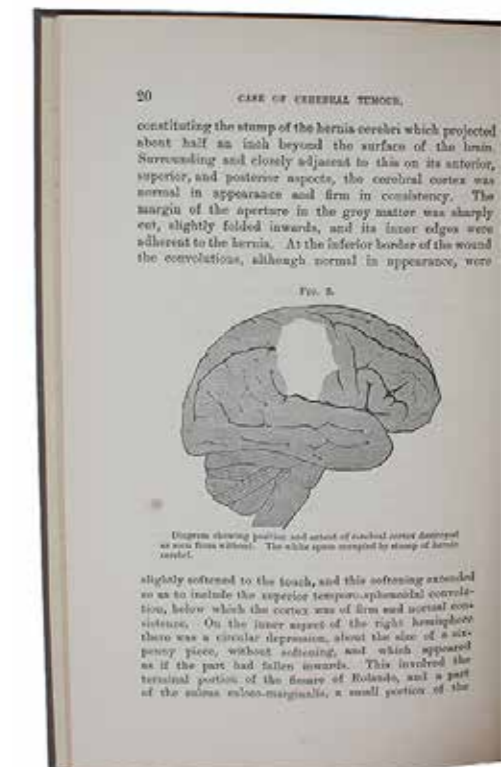 20 CASE OF CEREBRAL TUMOUR.
constituting the stump of the hernia cerebri which projected
about half an inch beyond the surface of the brain.
Surrounding and closely adjacent to this on its anterior,
superior, and posterior aspects, the cerebral cortex was
normal in appearance and firm in consistency. The
margin of the aperture in the grey matter was sharply
cut, slightly folded inwards, and its inner edges were
adherent to the hernia. At the inferior border of the wound
the convolutions, although normal in appearance, were
FIG. 2.
Diagram showing position and extent of cerebral cortex destroyed
as seen from without. The white space occupied by stump of hernia
cerebri.
slightly softened to the touch, and this softening extended
so as to include the superior temporo-sphenoidal convolu-
tion, below which the cortex was of firm and normal con-
sistence. On the inner aspect of the right hemisphere
there was a circular depression, about the size of a six-
penny piece, without softening, and which appeared
as if the part had fallen inwards. This involved the
terminal portion of the fissure of Rolando, and a part
of the sulcus calloso-marginalis, a small portion of the